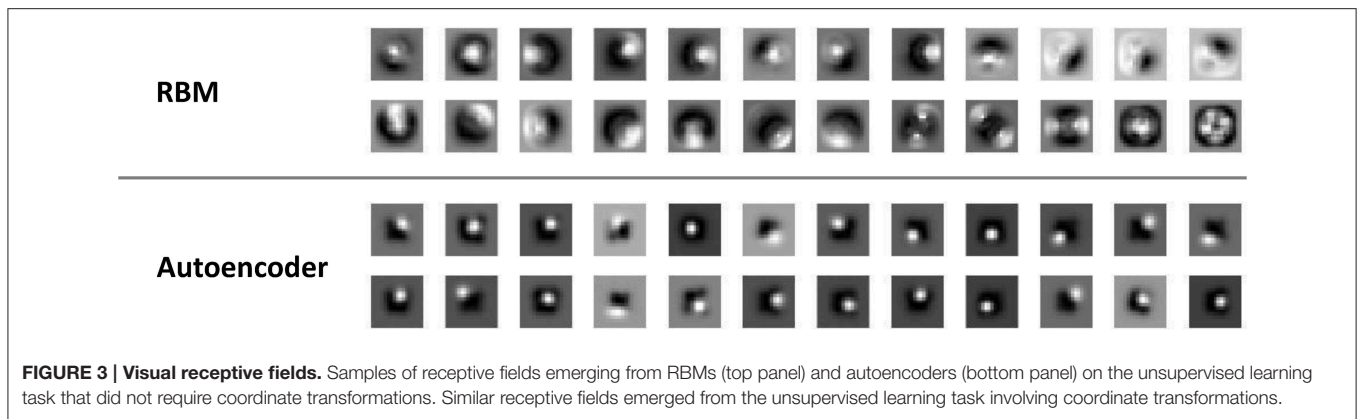 RBM
Autoencoder
FIGURE 3 | Visual receptive fields. Samples of receptive fields emerging from RBMs (top panel) and autoencoders (bottom panel) on the unsupervised learning
task that did not require coordinate transformations. Similar receptive fields emerged from the unsupervised learning task involving coordinate transformations.